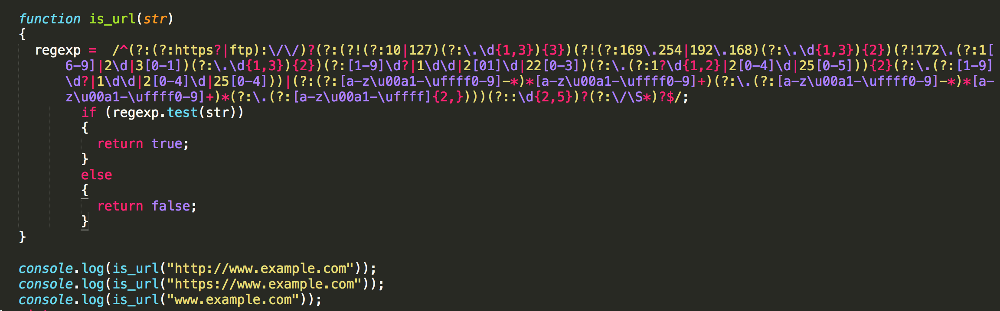 function is_url(str)
{
regexp =  /^(?:(?:https?|ftp):\/\/)?(?:(?!(?:10|127)(?:\.\d{1,3}){3})(?!(?:169\.254|192\.168)(?:\.\d{1,3}){2})(?!172\.(?:1[
6-9]|2\d|3[0-1])(?:\.\d{1,3}){2})(?:[1-9]\d?|1\d\d|2[01]\d|22[0-3])(?:\.(?:1?\d{1,2}|2[0-4]\d|25[0-5])){2}(?:\.(?:[1-9]
\d?|1\d\d|2[0-4]\d|25[0-4]))|(?:(?:[a-z\u00a1-\uffff0-9]-*)*[a-z\u00a1-\uffff0-9]+)(?:\.(?:[a-z\u00a1-\uffff0-9]-*)*[a-
z\u00a1-\uffff0-9]+)*(?:\.(?:[a-z\u00a1-\uffff]{2,})))(?::\d{2,5})?(?:\/\S*)?$/;
if (regexp.test(str))
{
return true;
}
else
{
return false;
}
}
console.log(is_url("http://www.example.com"));
console.log(is_url("https://www.example.com"));
console.log(is_url("www.example.com"));